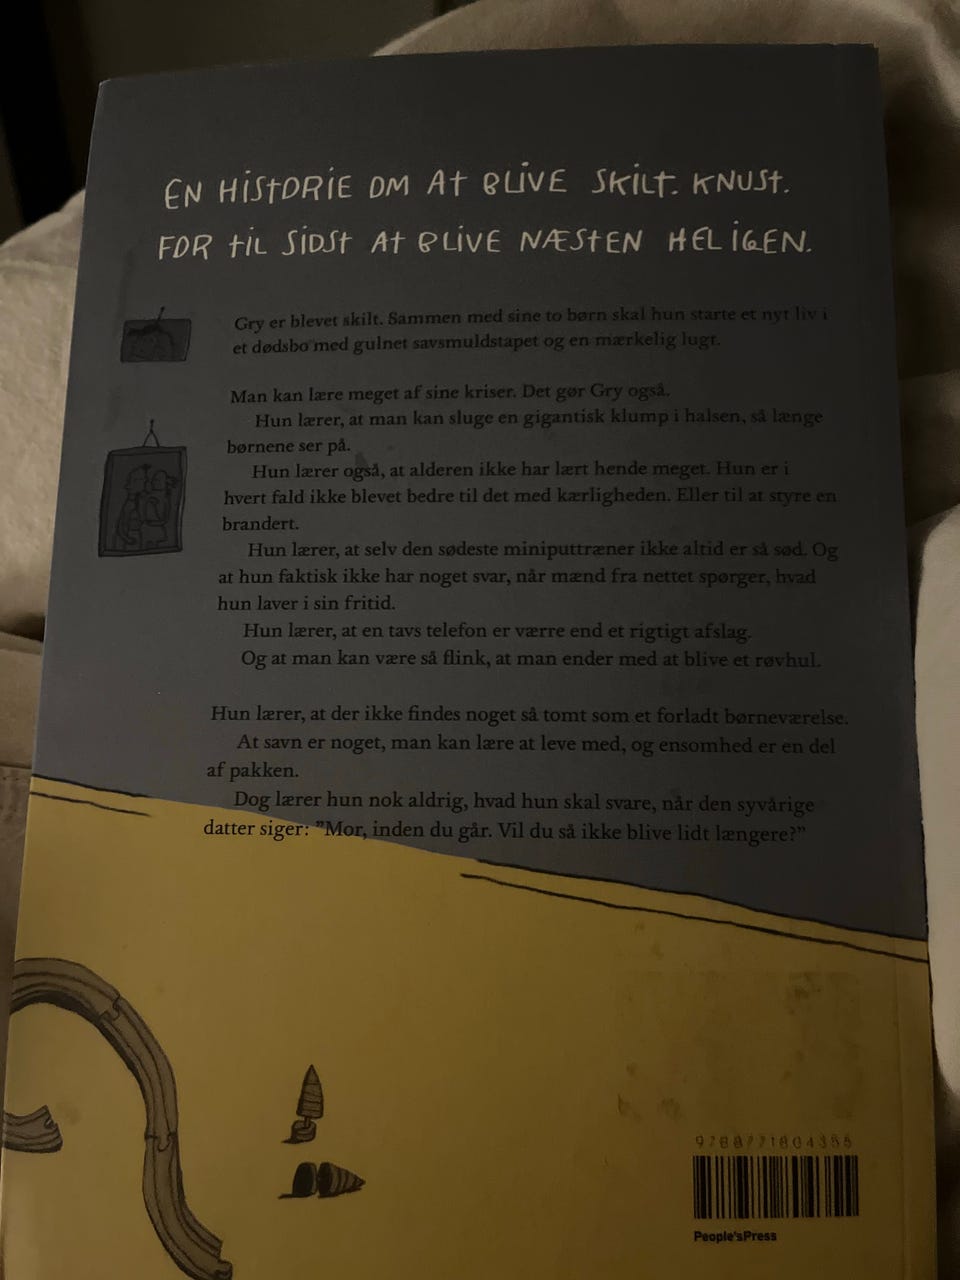 EN HISTORIE OM AT BLIVE SKILT. KNUST.
FOR TIL SIDST AT BLIVE NÆSTEN HEL IGEN.
Gry er blevet skilt. Sammen med sine to børn skal hun starte et nyt liv i
et dødsbo med gulnet savsmuldstapet og en mærkelig lugt.
Man kan lære meget af sine kriser. Det gør Gry også.
Hun lærer, at man kan sluge en gigantisk klump i halsen, så længe
børnene ser på.
Hun lærer også, at alderen ikke har lært hende meget. Hun er i
hvert fald ikke blevet bedre til det med kærligheden. Eller til at styre en
brandert.
Hun lærer, at selv den sødeste miniputtræner ikke altid er så sød. Og
at hun faktisk ikke har noget svar, når mænd fra nettet spørger, hvad
hun laver i sin fritid.
Hun lærer, at en tavs telefon er værre end et rigtigt afslag.
Og at man kan være så flink, at man ender med at blive et røvhul.
Hun lærer, at der ikke findes noget så tomt som et forladt børneværelse.
At savn er noget, man kan lære at leve med, og ensomhed er en del
af pakken.
Dog lærer hun nok aldrig, hvad hun skal svare, når den syvårige
datter siger: ”Mor, inden du går. Vil du så ikke blive lidt længere?”
9788771804355
People'sPress